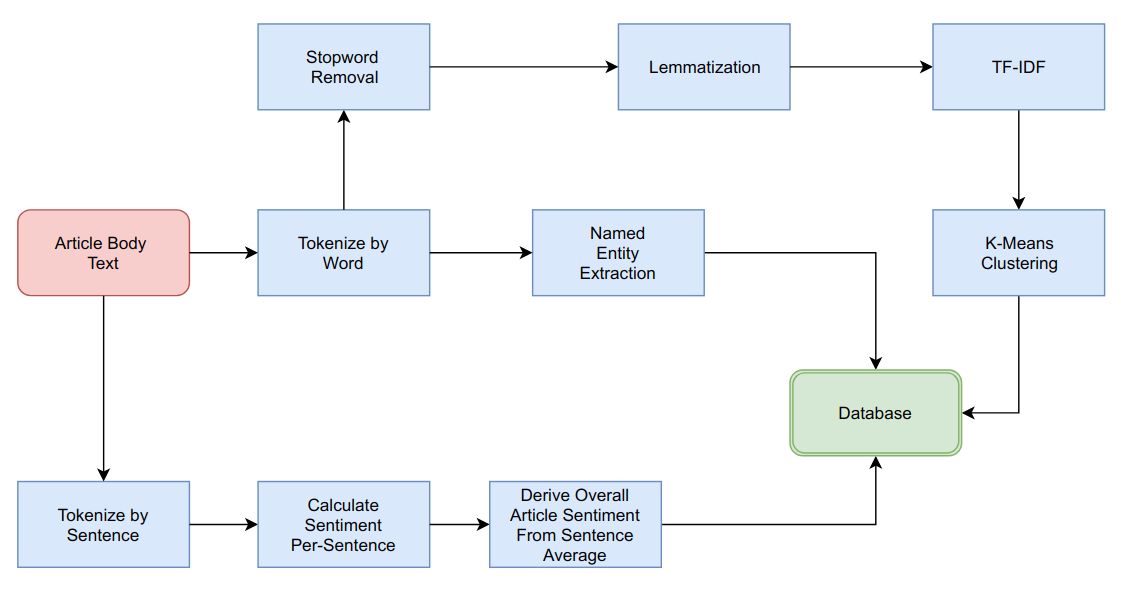 Stopword
Removal
Lemmatization
TF-IDF
Article Body
Text
Tokenize by
Word
Named
Entity
Extraction
K-Means
Clustering
Database
Tokenize by
Sentence
Calculate
Sentiment
Per-Sentence
Derive Overall
Article Sentiment
From Sentence
Average